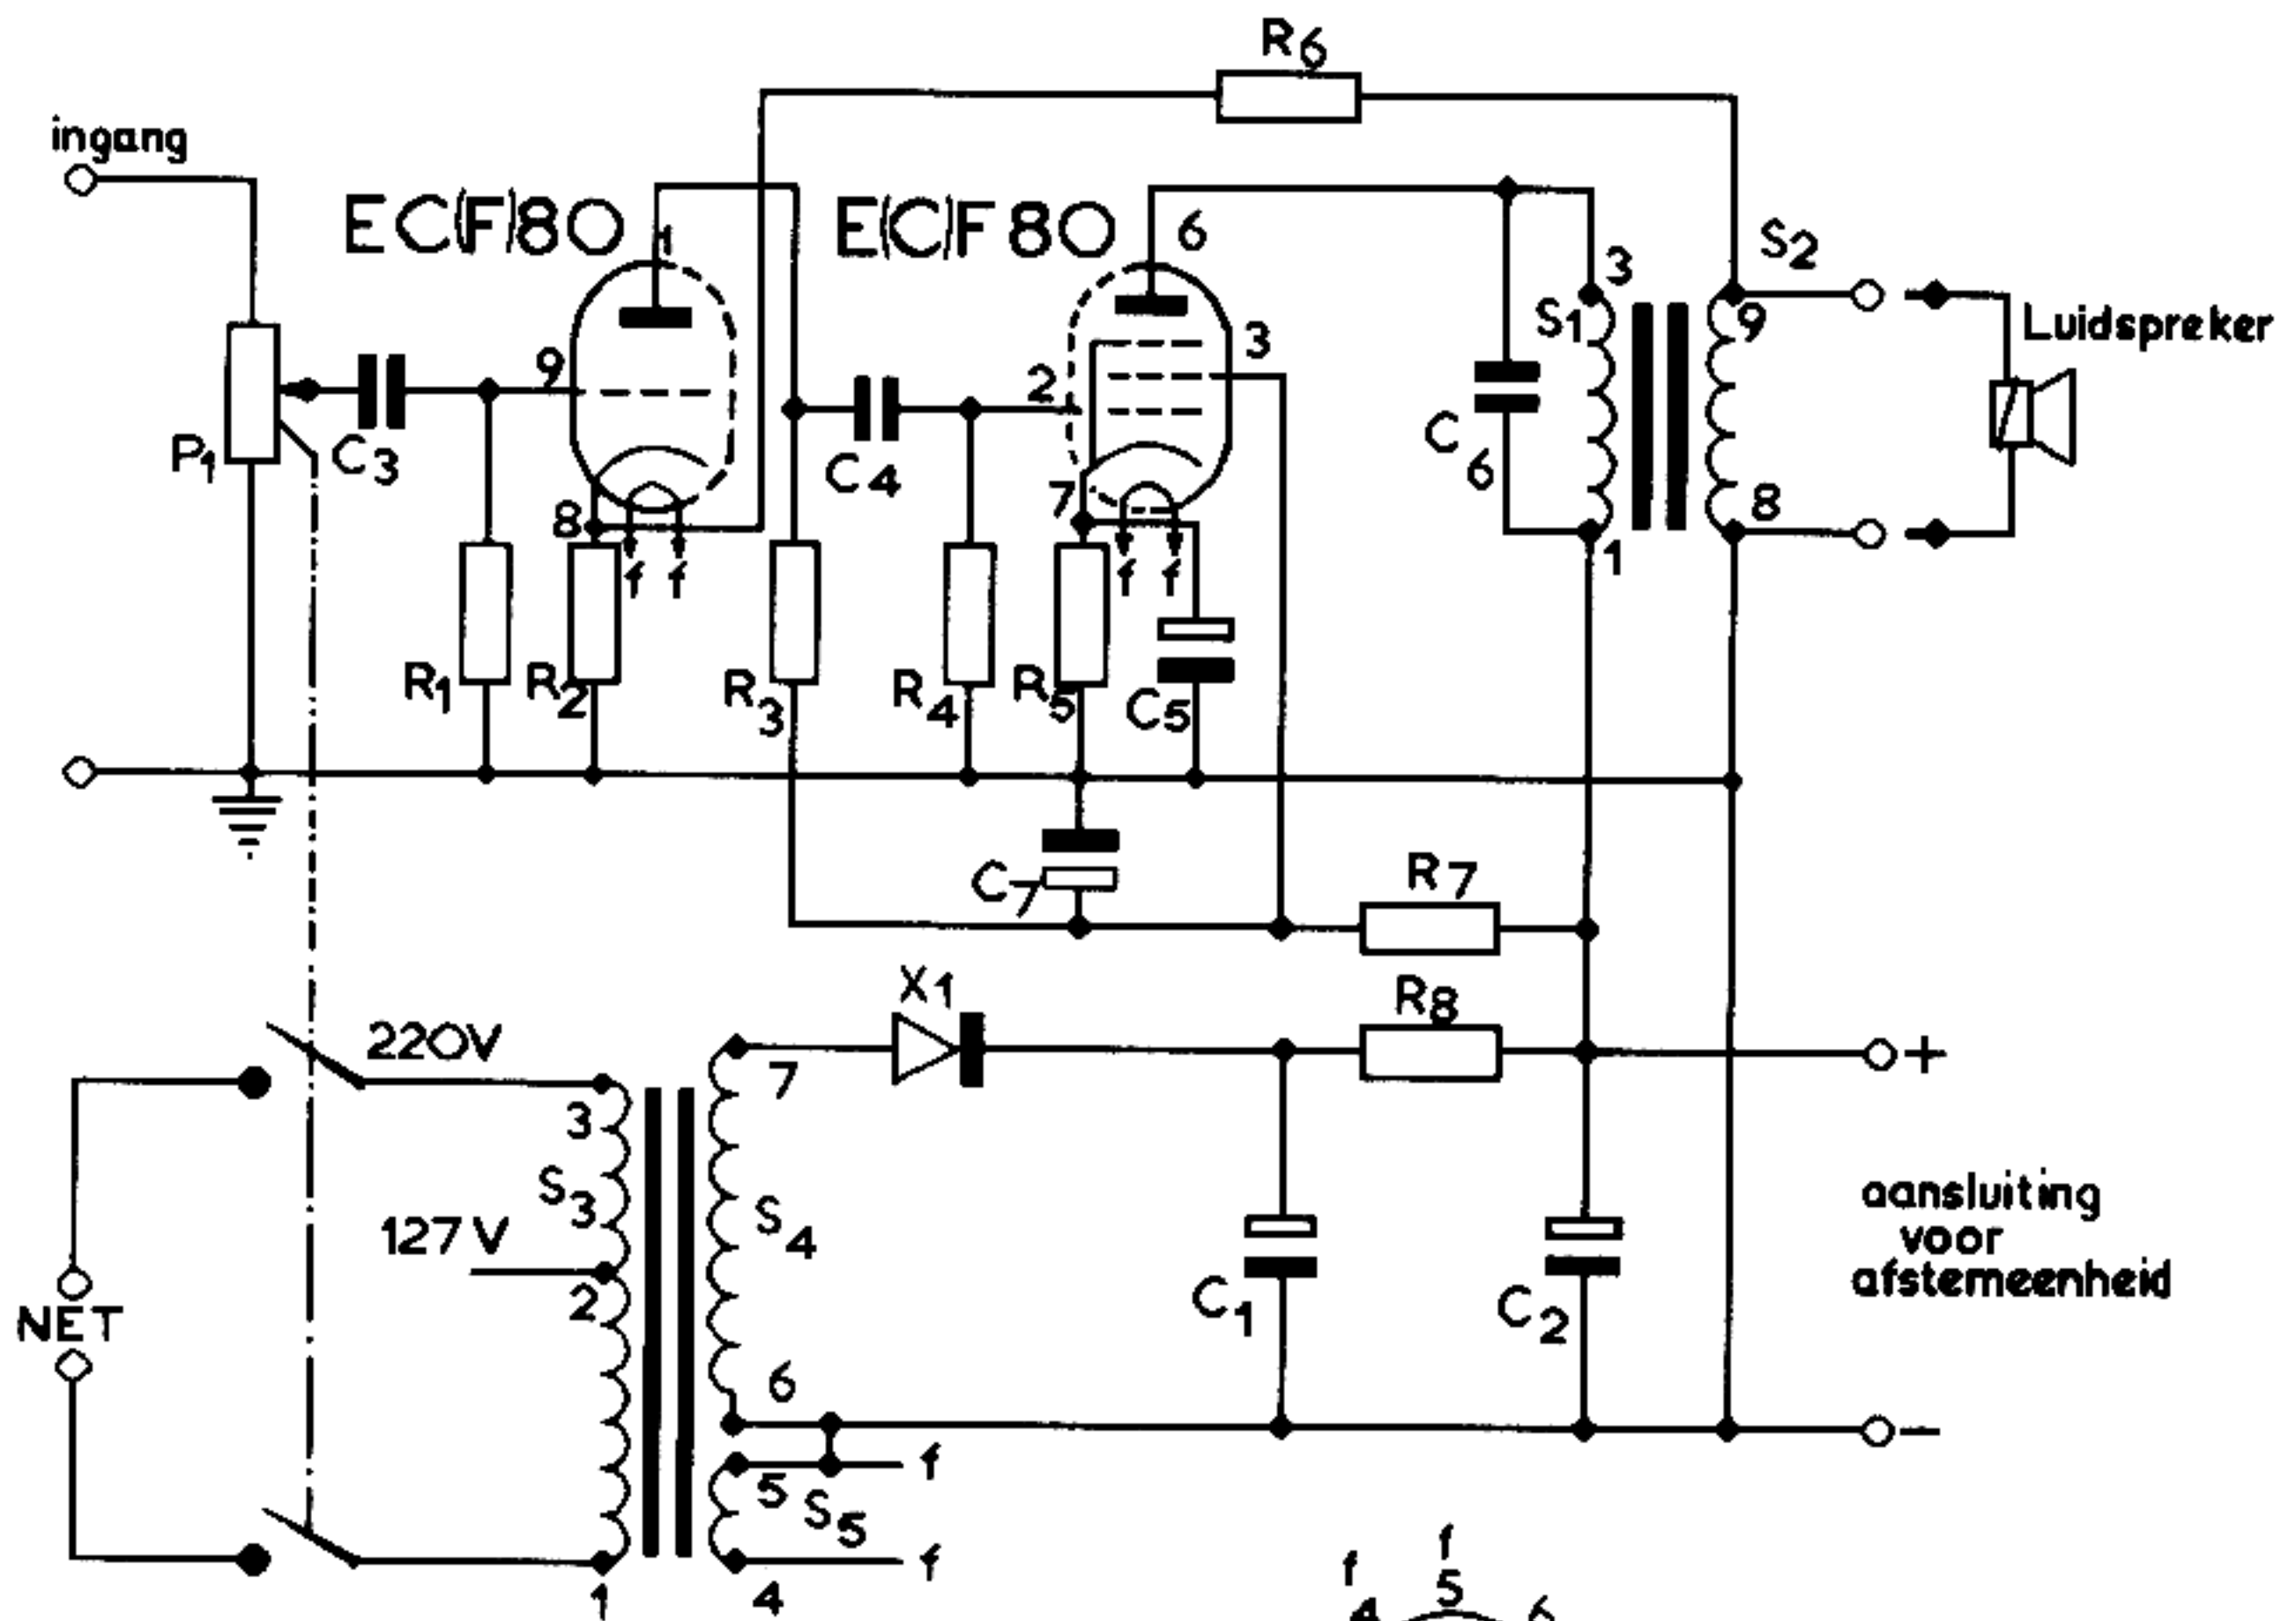 R6
ingang
EC(F)80
1
E(C)F80
6
S2
3
S1
9
Luidspreker
9
3
2
P1
C3
C4
C6
8
7
8
1
f f
f f
R1
R2
R3
R4
R5
C5
C7
R7
X1
R8
220V
7
+
3
S3
S4
127V
2
aansluiting
voor
afstemeenheid
C1
C2
NET
6
−
f
5
S5
f
1
4
f
f
5
4
6